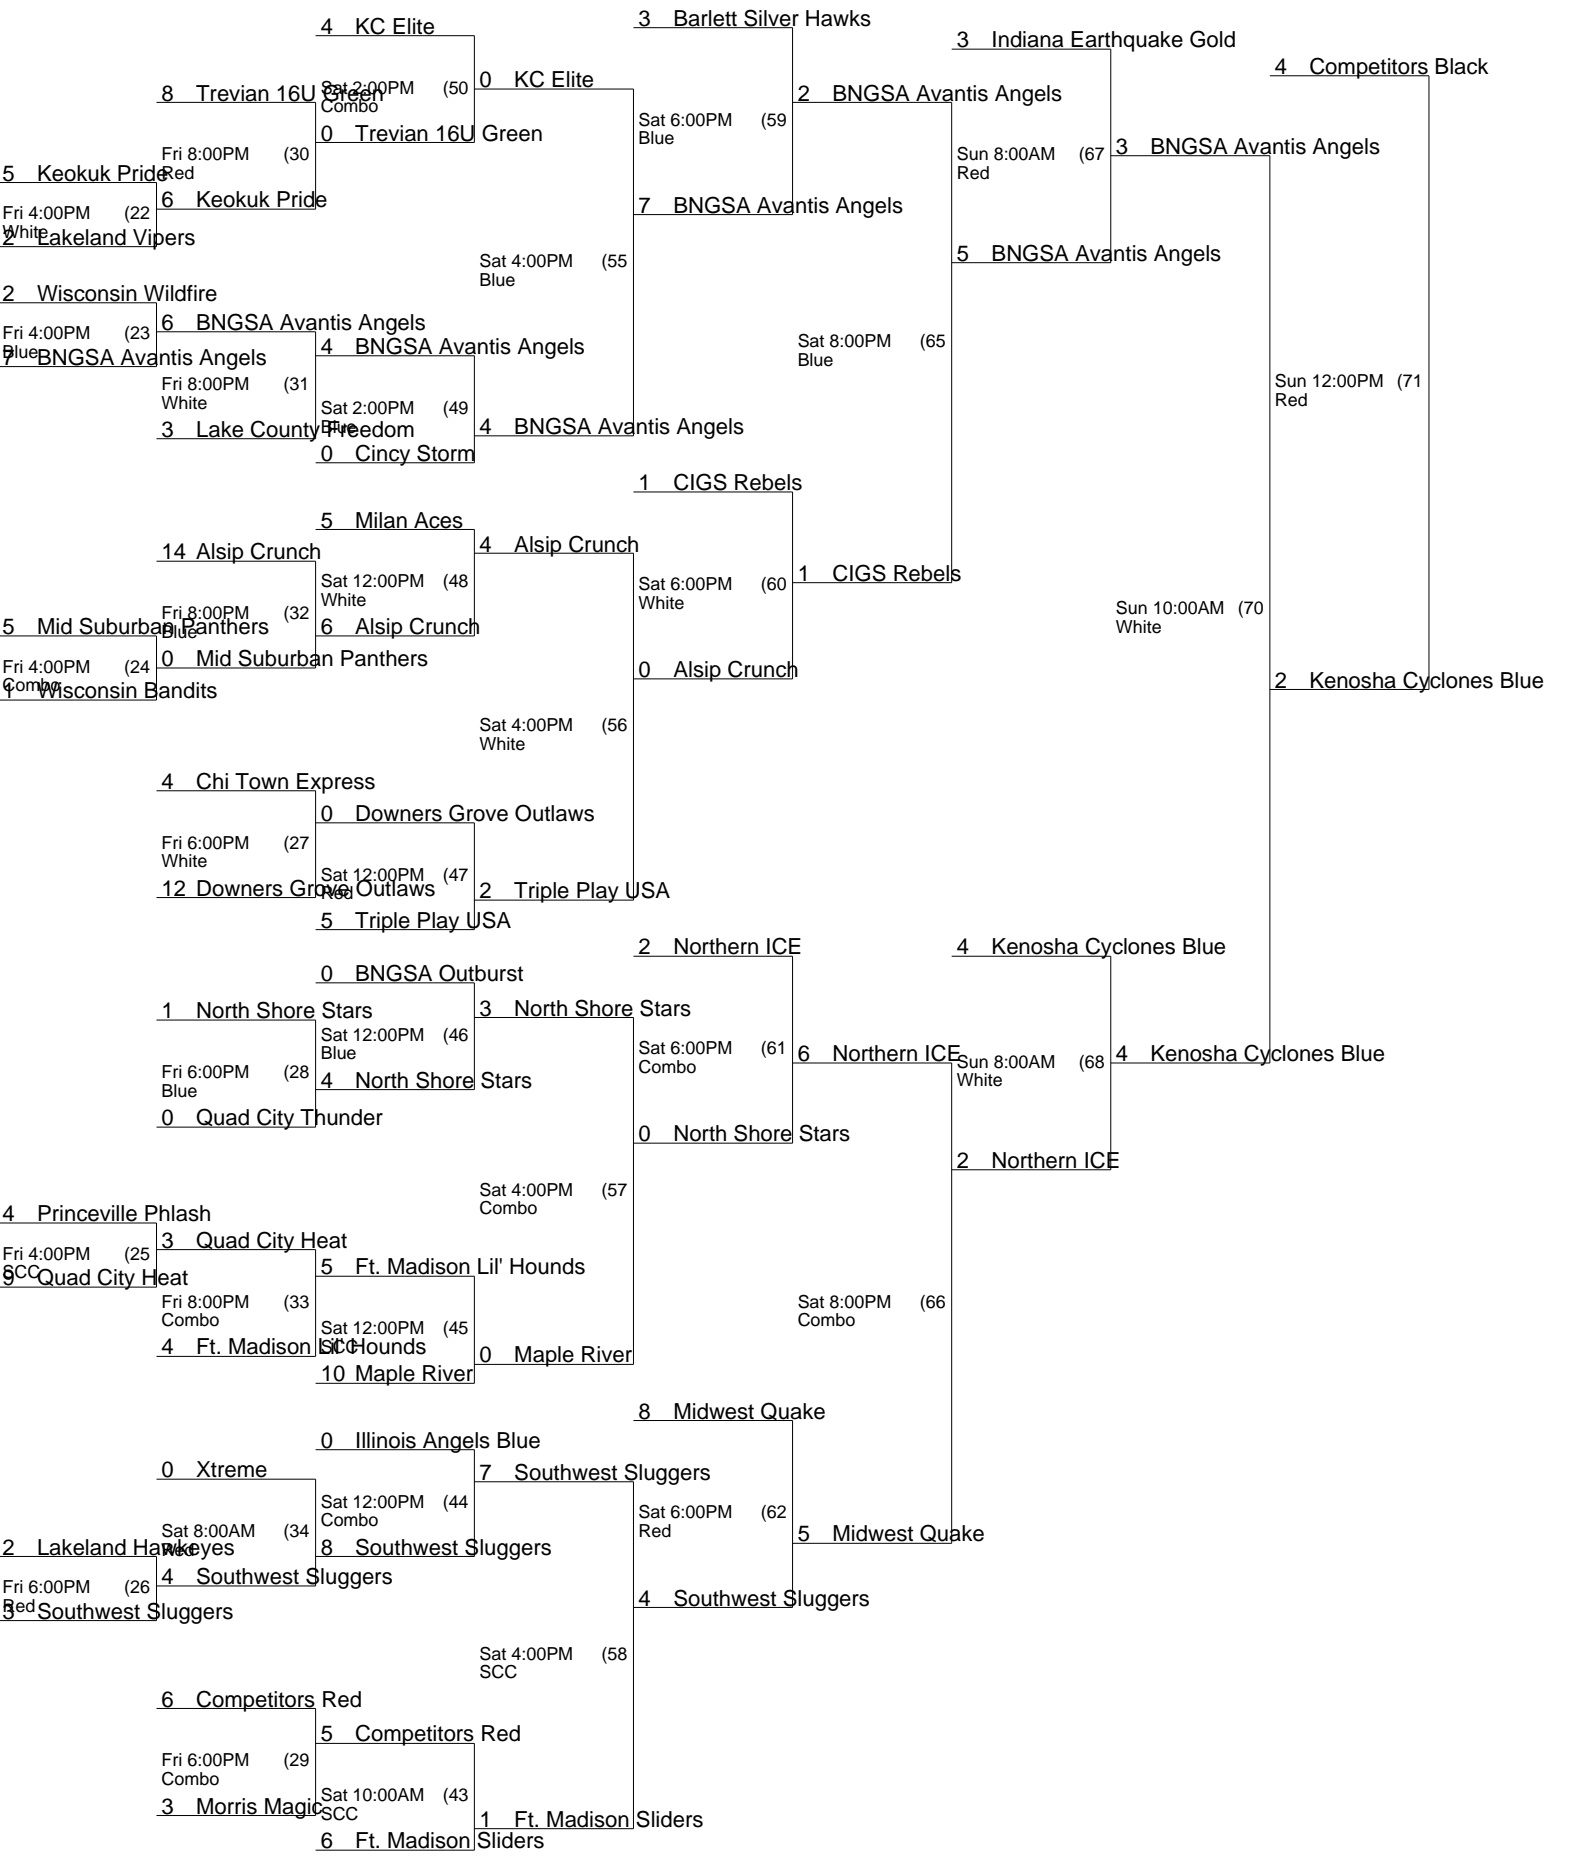 4 KC Elite
3 Barlett Silver Hawks
3 Indiana Earthquake Gold
4 Competitors Black
8 Trevian 16U Green
Sat 2:00PM (50
Combo
0 KC Elite
2 BNGSA Avantis Angels
Sat 6:00PM (59
Blue
0 Trevian 16U Green
Fri 8:00PM (30
Red
Sun 8:00AM (67
Red
3 BNGSA Avantis Angels
5 Keokuk Pride
6 Keokuk Pride
7 BNGSA Avantis Angels
Fri 4:00PM (22
White
2 Lakeland Vipers
Sat 4:00PM (55
Blue
5 BNGSA Avantis Angels
2 Wisconsin Wildfire
6 BNGSA Avantis Angels
Fri 4:00PM (23
Blue
4 BNGSA Avantis Angels
Sat 8:00PM (65
Blue
7 BNGSA Avantis Angels
Fri 8:00PM (31
White
Sun 12:00PM (71
Red
Sat 2:00PM (49
Blue
3 Lake County Freedom
4 BNGSA Avantis Angels
0 Cincy Storm
1 CIGS Rebels
5 Milan Aces
14 Alsip Crunch
4 Alsip Crunch
Sat 12:00PM (48
White
Sat 6:00PM (60
White
1 CIGS Rebels
Fri 8:00PM (32
Blue
Sun 10:00AM (70
White
5 Mid Suburban Panthers
6 Alsip Crunch
0 Mid Suburban Panthers
Fri 4:00PM (24
Combo
0 Alsip Crunch
2 Kenosha Cyclones Blue
1 Wisconsin Bandits
Sat 4:00PM (56
White
4 Chi Town Express
0 Downers Grove Outlaws
Fri 6:00PM (27
White
Sat 12:00PM (47
Red
12 Downers Grove Outlaws
2 Triple Play USA
5 Triple Play USA
2 Northern ICE
4 Kenosha Cyclones Blue
0 BNGSA Outburst
1 North Shore Stars
3 North Shore Stars
Sat 12:00PM (46
Blue
Sat 6:00PM (61
Combo
6 Northern ICE
Sun 8:00AM (68
White
4 Kenosha Cyclones Blue
Fri 6:00PM (28
Blue
4 North Shore Stars
0 Quad City Thunder
0 North Shore Stars
2 Northern ICE
Sat 4:00PM (57
Combo
4 Princeville Phlash
3 Quad City Heat
Fri 4:00PM (25
SCC
5 Ft. Madison Lil' Hounds
9 Quad City Heat
Fri 8:00PM (33
Combo
Sat 8:00PM (66
Combo
Sat 12:00PM (45
SCC
4 Ft. Madison Lil' Hounds
0 Maple River
10 Maple River
8 Midwest Quake
0 Illinois Angels Blue
0 Xtreme
7 Southwest Sluggers
Sat 12:00PM (44
Combo
Sat 6:00PM (62
Red
Sat 8:00AM (34
Red
5 Midwest Quake
2 Lakeland Hawkeyes
8 Southwest Sluggers
4 Southwest Sluggers
Fri 6:00PM (26
Red
4 Southwest Sluggers
3 Southwest Sluggers
Sat 4:00PM (58
SCC
6 Competitors Red
5 Competitors Red
Fri 6:00PM (29
Combo
Sat 10:00AM (43
SCC
3 Morris Magic
1 Ft. Madison Sliders
6 Ft. Madison Sliders